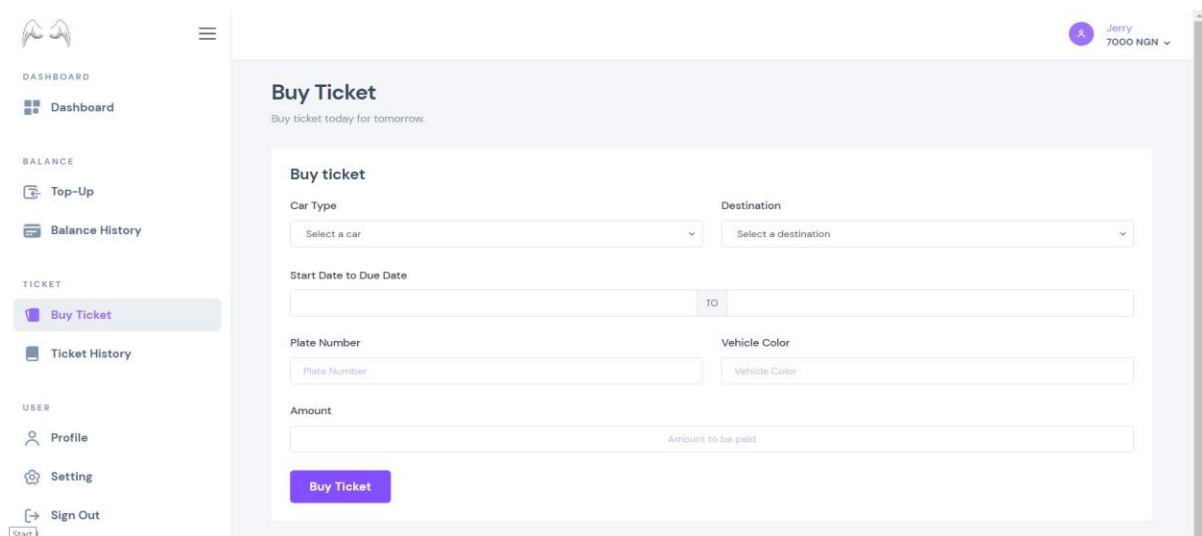 Jerry
7000 NGN
DASHBOARD
Dashboard
BALANCE
Top-Up
Balance History
TICKET
Buy Ticket
Ticket History
USER
Profile
Setting
Sign Out
Start
Buy Ticket
Buy ticket today for tomorrow.
Buy ticket
Car Type
Destination
Select a car
Select a destination
Start Date to Due Date
TO
Plate Number
Vehicle Color
Plate Number
Vehicle Color
Amount
Amount to be paid
Buy Ticket